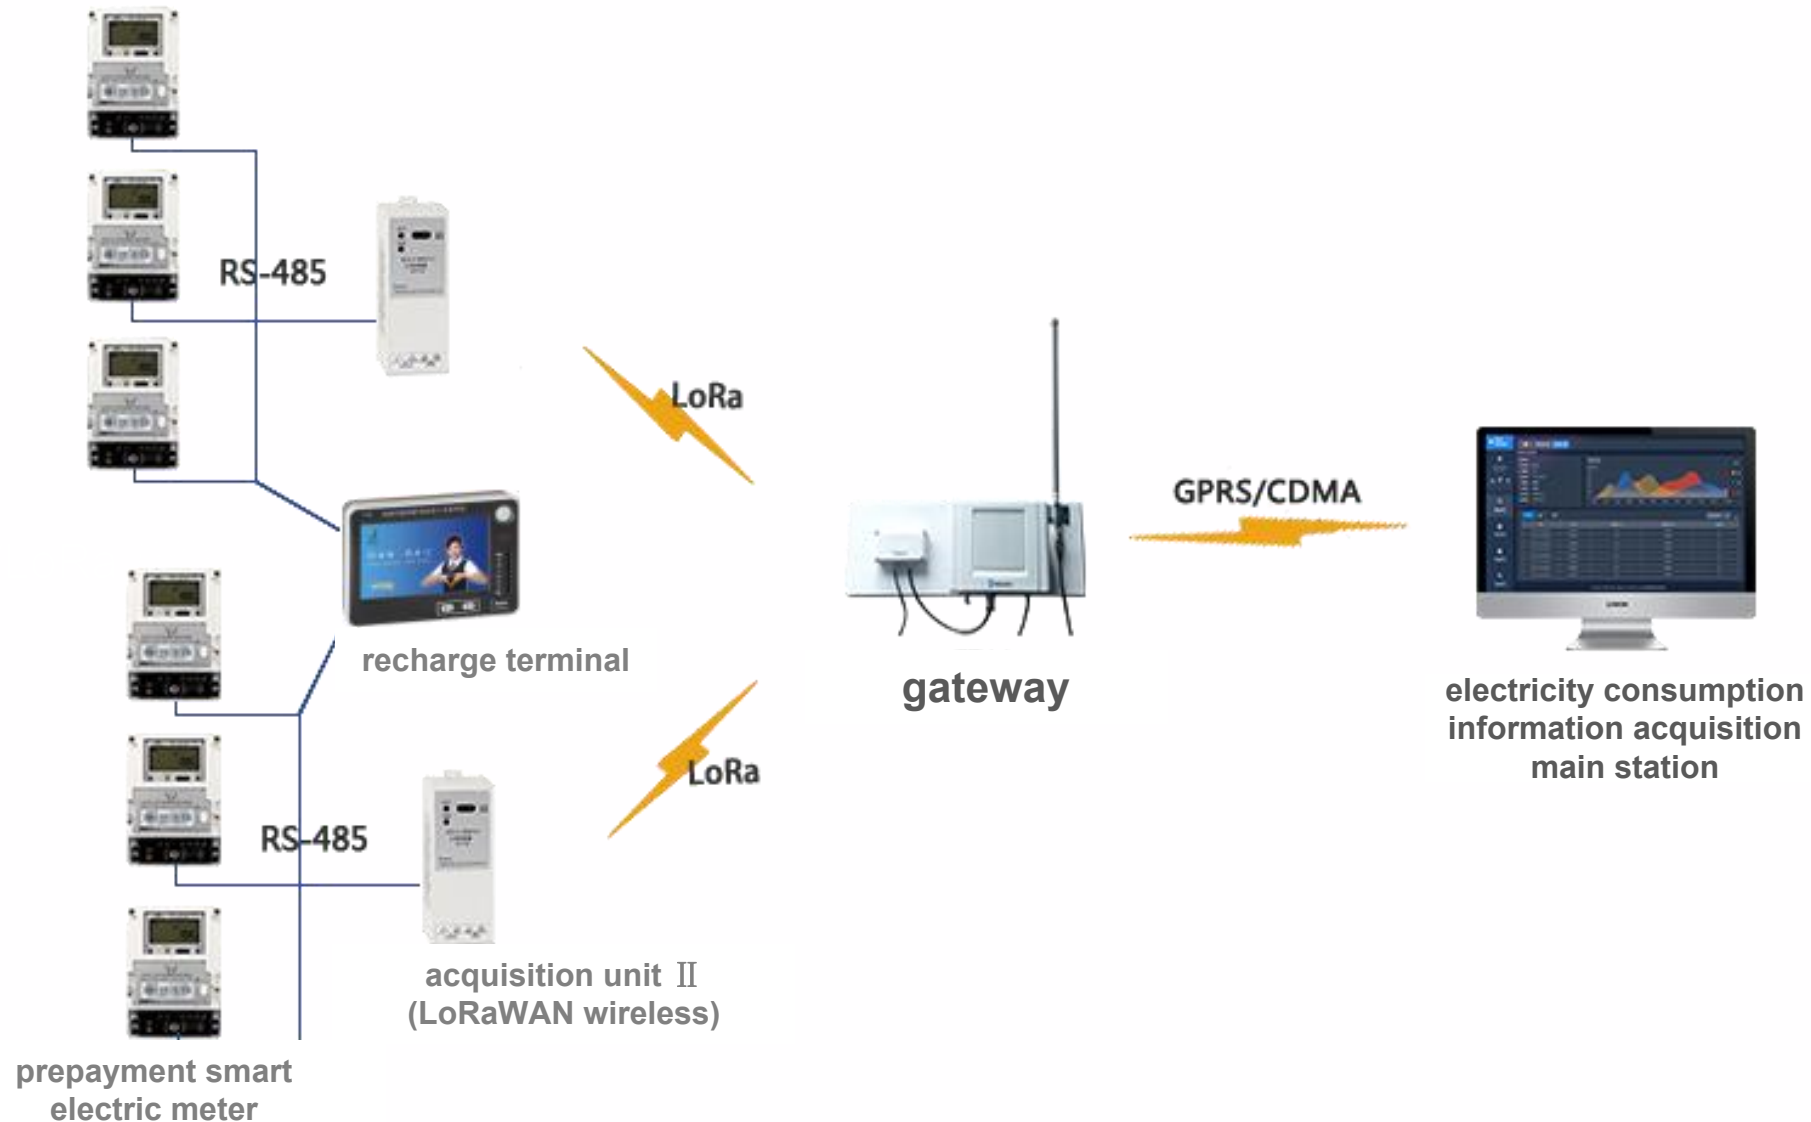 RS-485
LoRa
GPRS/CDMA
recharge terminal
gateway
electricity consumption
information acquisition
main station
LoRa
RS-485
acquisition unit Ⅱ
(LoRaWAN wireless)
prepayment smart
electric meter